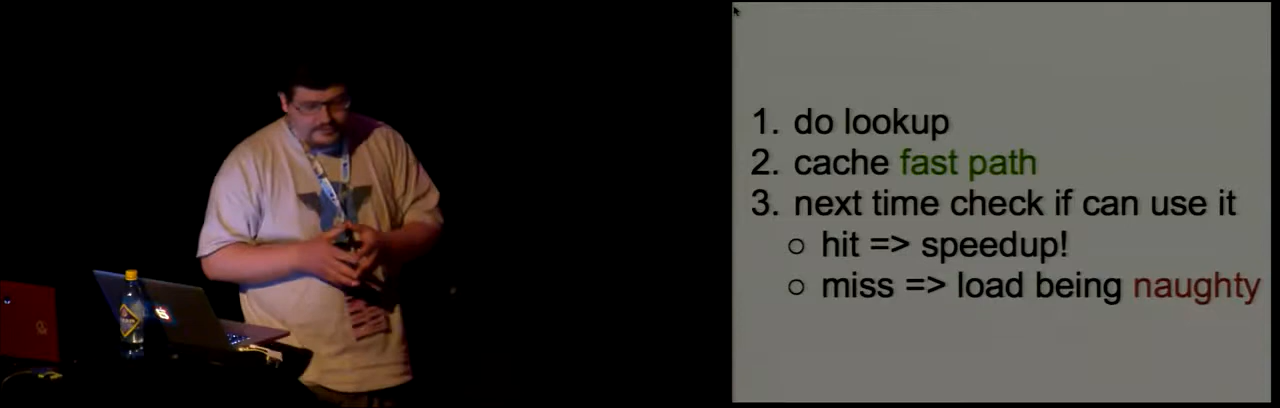 1. do lookup
2. cache fast path
3. next time check if can use it
○ hit => speedup!
○ miss => load being naughty